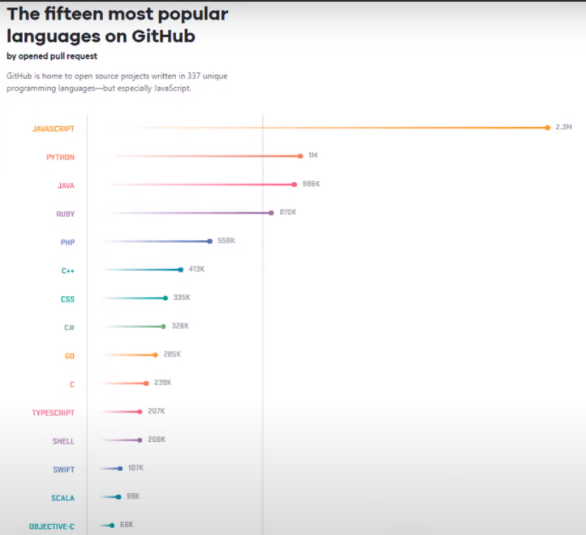 The fifteen most popular
languages on GitHub
by opened pull request
GitHub is home to open source projects written in 337 unique
programming languages—but especially JavaScript.
JAVASCRIPT 2.3M
PYTHON 1M
JAVA 986K
RUBY 870K
PHP 559K
C++ 413K
CSS 335K
C# 326K
GO 285K
C 239K
TYPESCRIPT 207K
SHELL 206K
SWIFT 107K
SCALA
OBJECTIVE-C